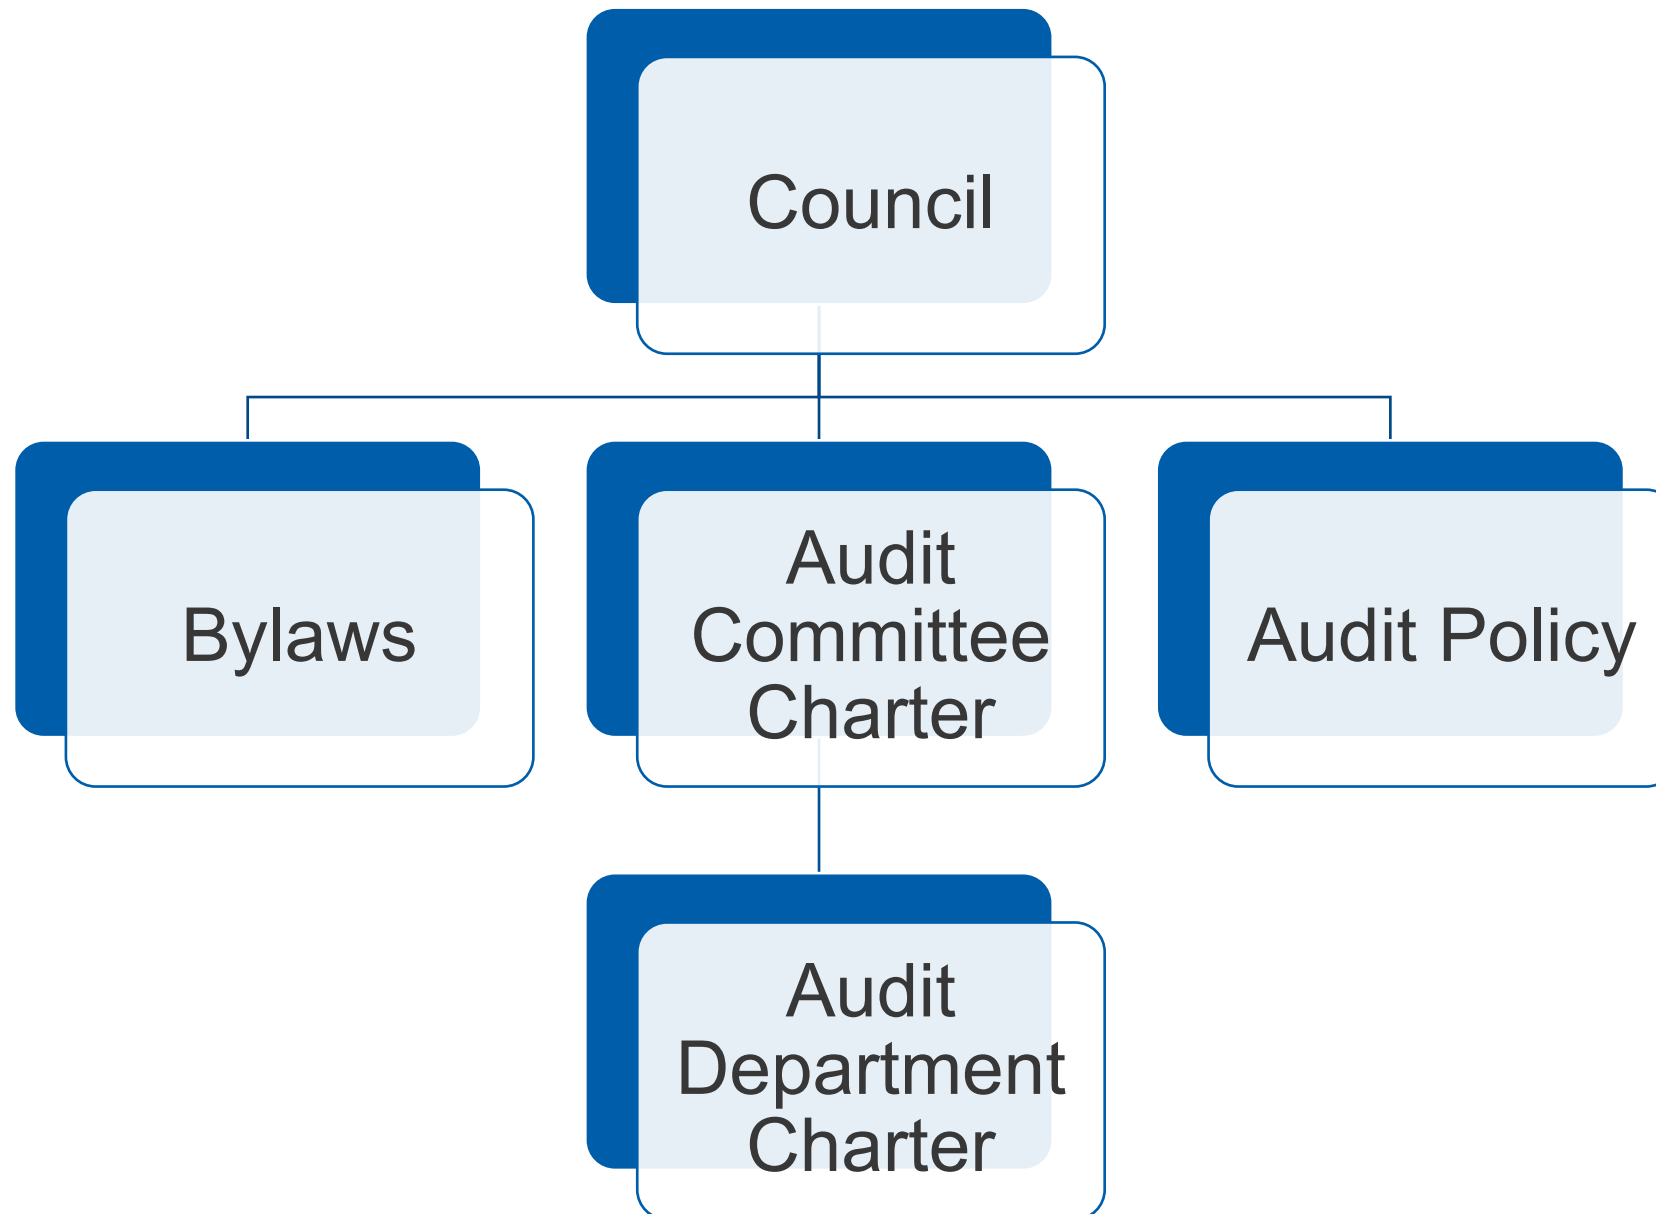 Council
Bylaws
Audit
Committee
Charter
Audit Policy
Audit
Department
Charter